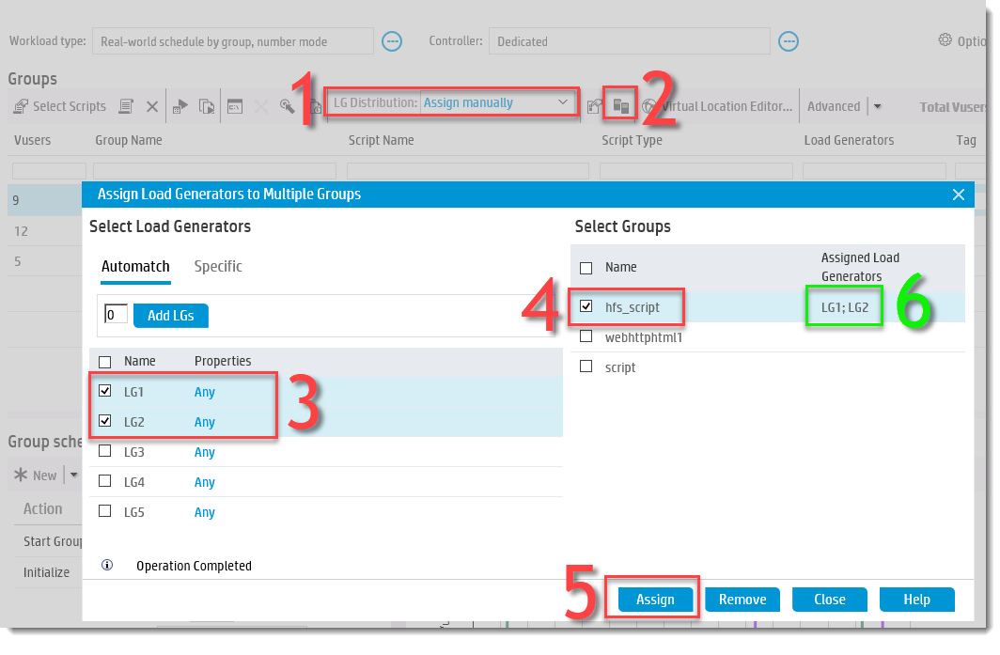 Workload type: Real-world schedule by group, number mode Controller: Dedicated Optio
Groups
1 2
Select Scripts LG Distribution: Assign manually Virtual Location Editor... Advanced Total Vusers
Vusers Group Name Script Name Script Type Load Generators Tag
9
12
5
Assign Load Generators to Multiple Groups
Select Load Generators
Automatch Specific
0 Add LGs
Name Properties
LG1 Any
LG2 Any
3
LG3 Any
LG4 Any
LG5 Any
Operation Completed
Select Groups
Name Assigned Load
Generators
4 hfs_script LG1; LG2 6
webhttphtml1
script
5 Assign Remove Close Help
Group sche
New
Action
Start Group
Initialize